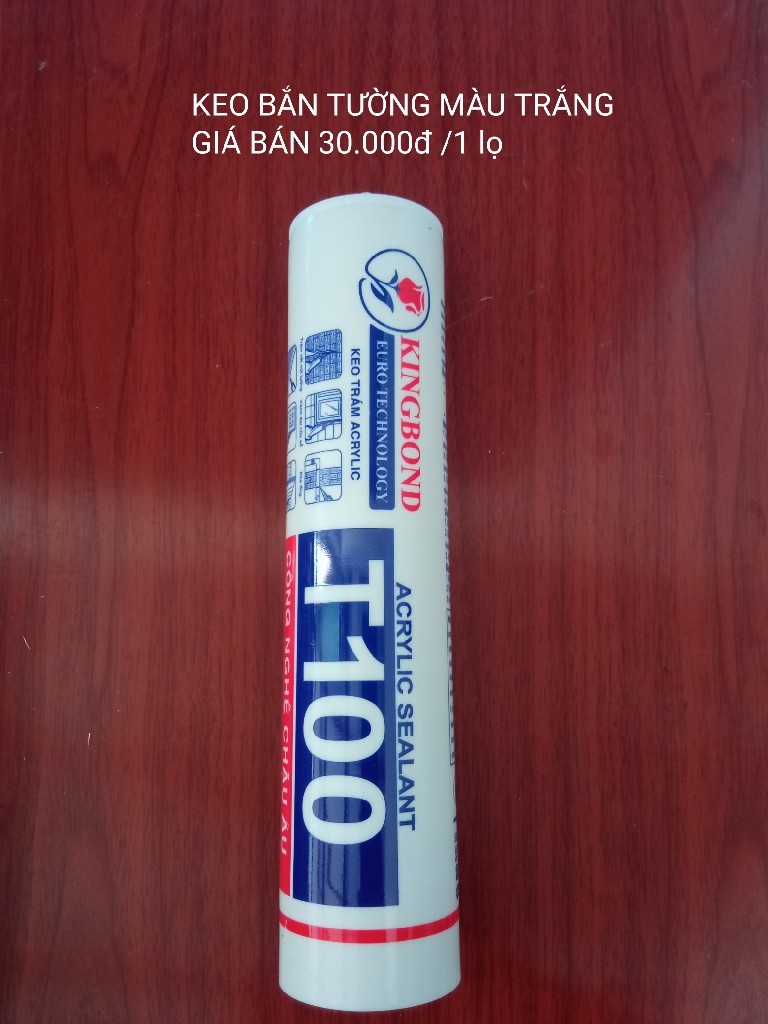 KEO BẮN TƯỜNG MÀU TRẮNG
GIÁ BÁN 30.000đ /1 lọ
KINGBOND
EURO TECHNOLOGY
KEO TRÁM ACRYLIC
ACRYLIC SEALANT
T100
CÔNG NGHỆ CHÂU ÂU